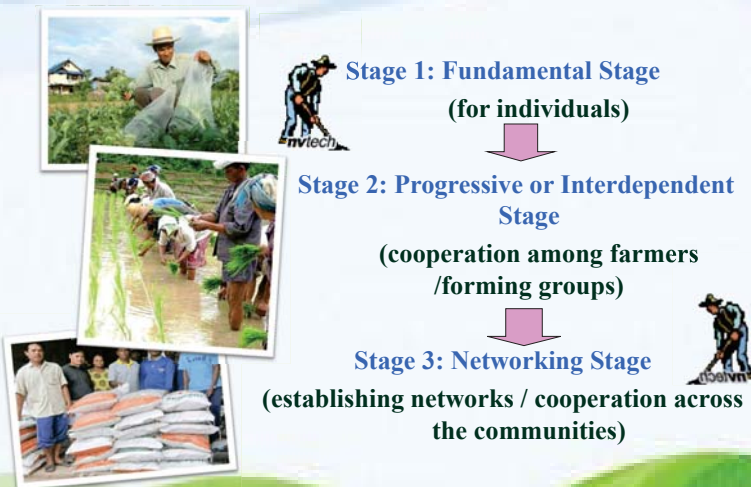 Stage 1: Fundamental Stage
(for individuals)
nvtech
Stage 2: Progressive or Interdependent
Stage
(cooperation among farmers
/forming groups)
Stage 3: Networking Stage
(establishing networks / cooperation across
the communities)